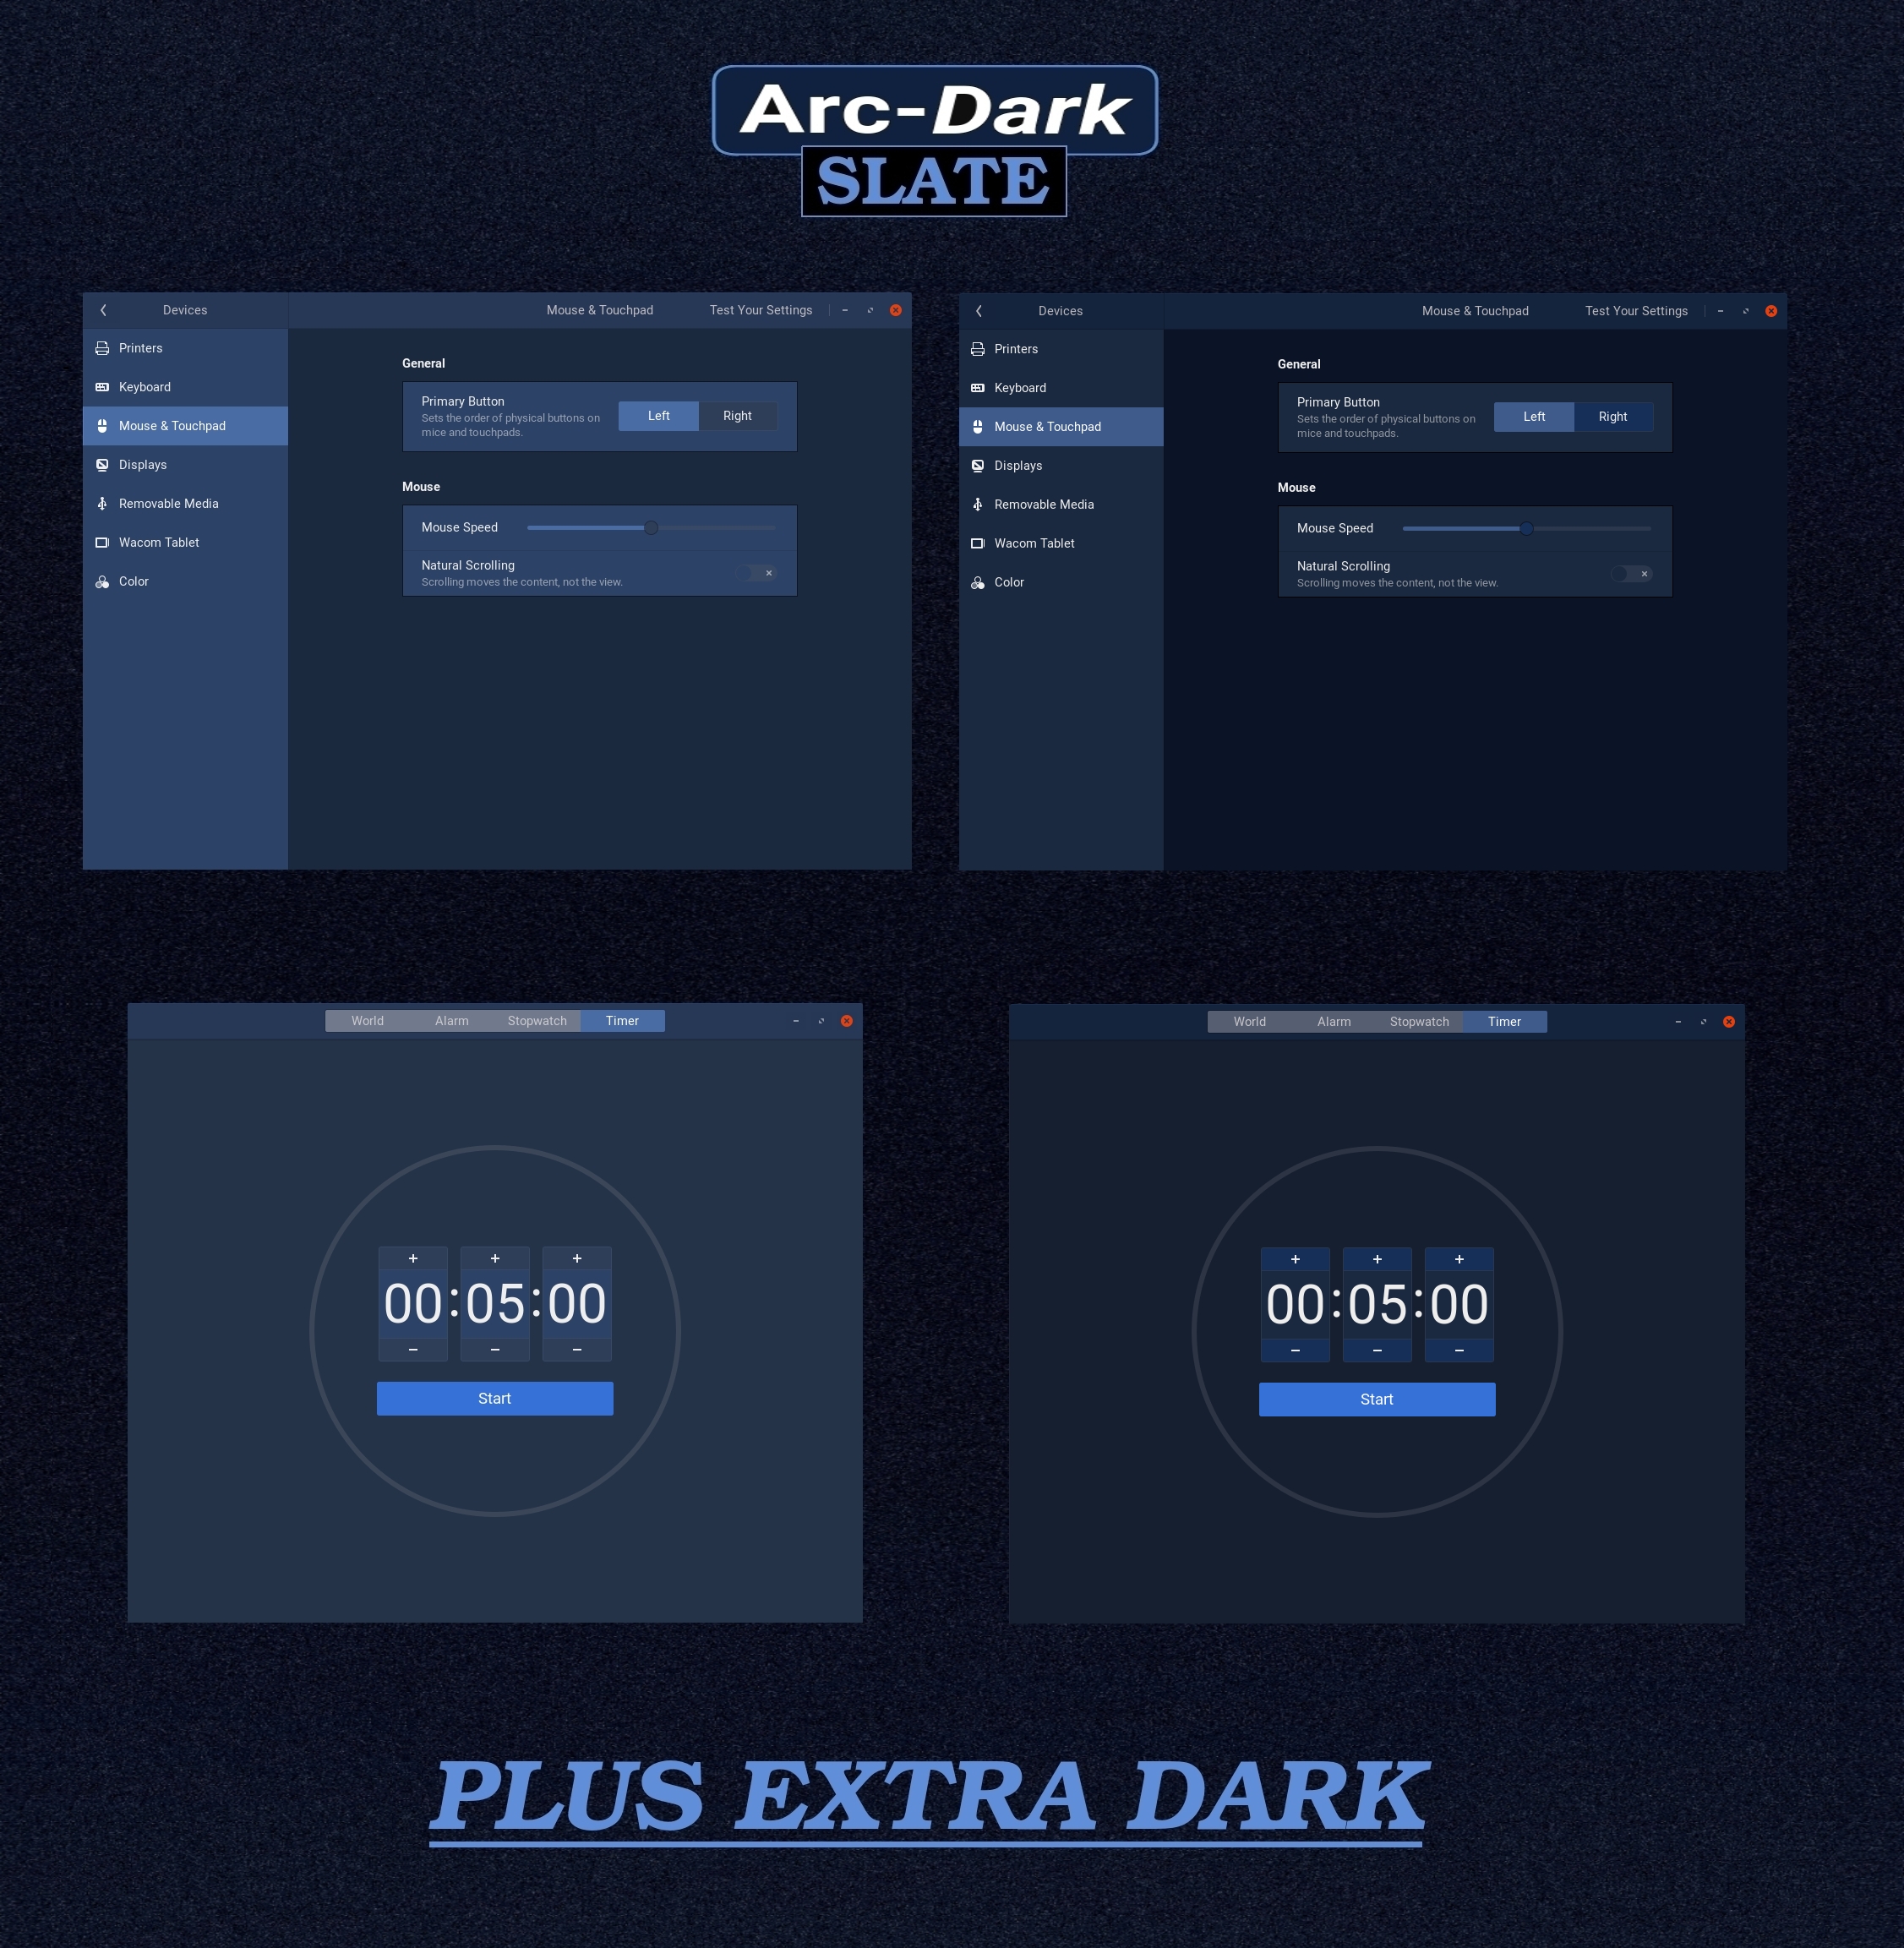 Arc-Dark
SLATE
Devices
Mouse & Touchpad
Test Your Settings
Printers
Keyboard
Mouse & Touchpad
Displays
Removable Media
Wacom Tablet
Color
General
Primary Button
Sets the order of physical buttons on
mice and touchpads.
Left
Right
Mouse
Mouse Speed
Natural Scrolling
Scrolling moves the content, not the view.
Devices
Mouse & Touchpad
Test Your Settings
Printers
Keyboard
Mouse & Touchpad
Displays
Removable Media
Wacom Tablet
Color
General
Primary Button
Sets the order of physical buttons on
mice and touchpads.
Left
Right
Mouse
Mouse Speed
Natural Scrolling
Scrolling moves the content, not the view.
World Alarm Stopwatch Timer
+ + +
00:05:00
− − −
Start
World Alarm Stopwatch Timer
+ + +
00:05:00
− − −
Start
PLUS EXTRA DARK